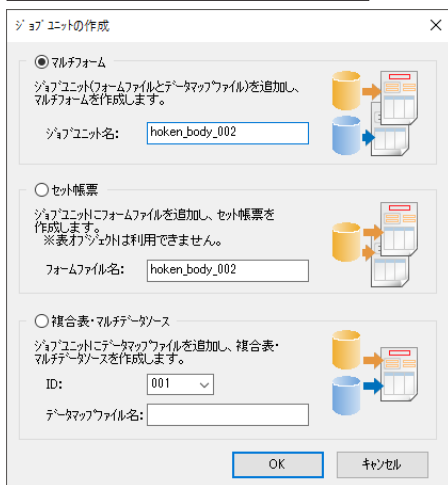 ｼﾞｮﾌﾞﾕﾆｯﾄの作成
ﾏﾙﾁﾌｫｰﾑ
ｼﾞｮﾌﾞﾕﾆｯﾄ(ﾌｫｰﾑﾌｧｲﾙとﾃﾞｰﾀﾏｯﾌﾟﾌｧｲﾙ)を追加し、
ﾏﾙﾁﾌｫｰﾑを作成します。
ｼﾞｮﾌﾞﾕﾆｯﾄ名: hoken_body_002
ｾｯﾄ帳票
ｼﾞｮﾌﾞﾕﾆｯﾄにﾌｫｰﾑﾌｧｲﾙを追加し、ｾｯﾄ帳票を
作成します。
※表ｵﾌﾞｼﾞｪｸﾄは利用できません。
ﾌｫｰﾑﾌｧｲﾙ名: hoken_body_002
複合表・ﾏﾙﾁﾃﾞｰﾀｿｰｽ
ｼﾞｮﾌﾞﾕﾆｯﾄにﾃﾞｰﾀﾏｯﾌﾟﾌｧｲﾙを追加し、複合表・
ﾏﾙﾁﾃﾞｰﾀｿｰｽを作成します。
ID: 001
ﾃﾞｰﾀﾏｯﾌﾟﾌｧｲﾙ名:
OK ｷｬﾝｾﾙ